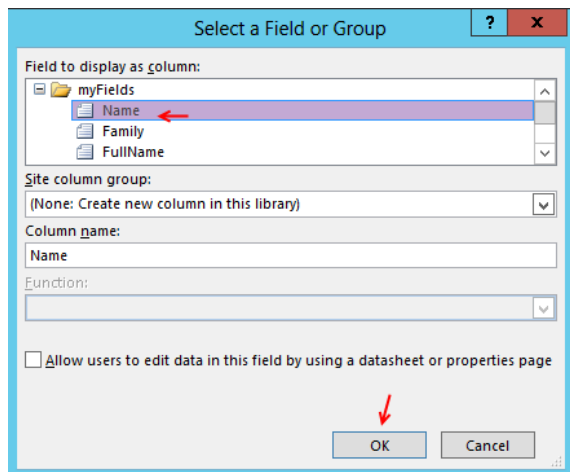 Select a Field or Group
? x
Field to display as column:
myFields
Name
Family
FullName
Site column group:
(None: Create new column in this library)
Column name:
Name
Function:
Allow users to edit data in this field by using a datasheet or properties page
OK Cancel